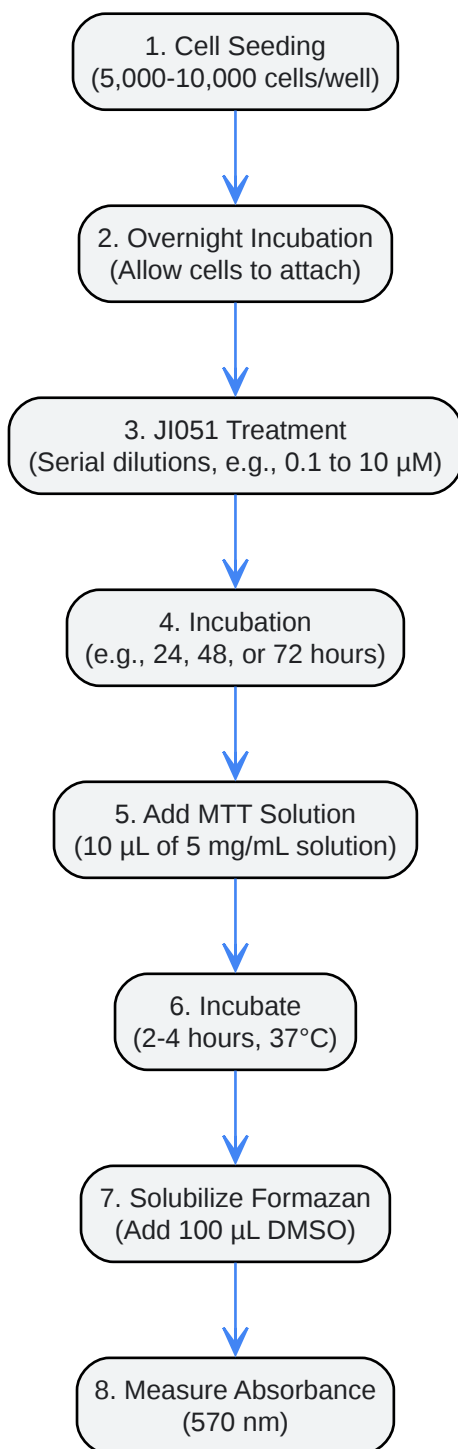 1. Cell Seeding
(5,000-10,000 cells/well)
2. Overnight Incubation
(Allow cells to attach)
3. JI051 Treatment
(Serial dilutions, e.g., 0.1 to 10 µM)
4. Incubation
(e.g., 24, 48, or 72 hours)
5. Add MTT Solution
(10 µL of 5 mg/mL solution)
6. Incubate
(2-4 hours, 37°C)
7. Solubilize Formazan
(Add 100 µL DMSO)
8. Measure Absorbance
(570 nm)